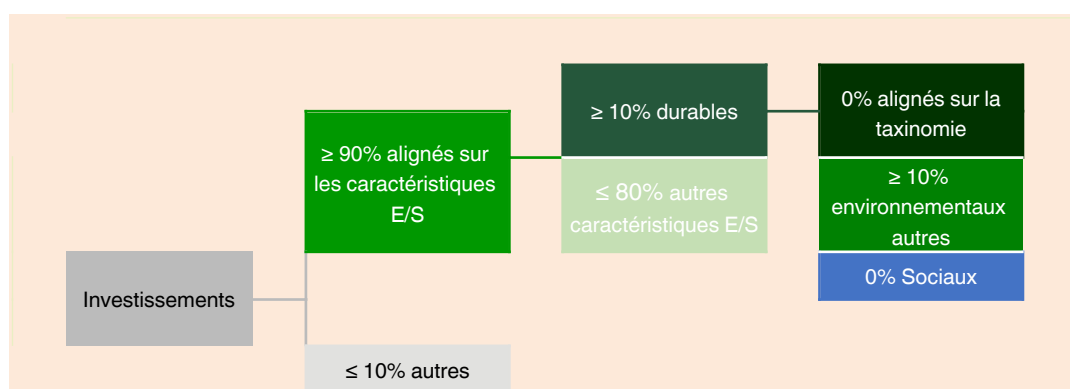 ≥ 10% durables
0% alignés sur la
taxinomie
≥ 90% alignés sur
les caractéristiques
E/S
≤ 80% autres
caractéristiques E/S
≥ 10%
environnementaux
autres
0% Sociaux
Investissements
≤ 10% autres